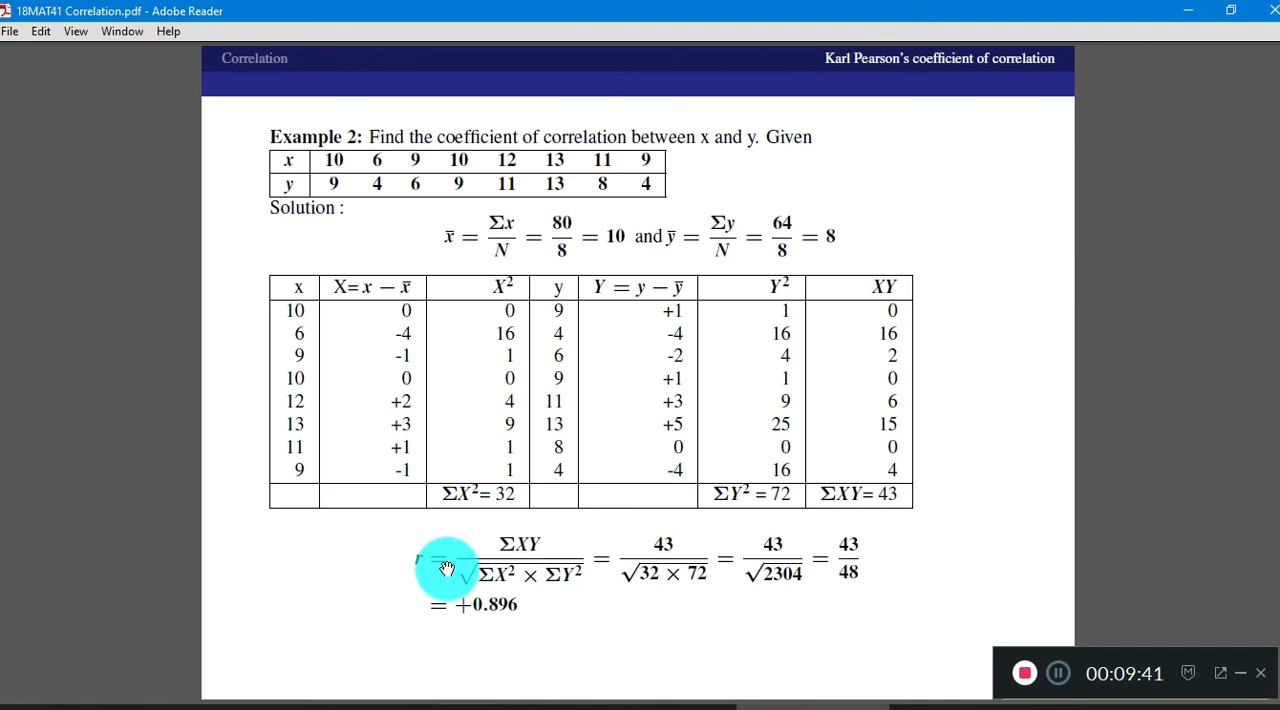 18MAT41 Correlation.pdf - Adobe Reader
File Edit View Window Help
Correlation Karl Pearson's coefficient of correlation
Example 2: Find the coefficient of correlation between x and y. Given
x 10 6 9 10 12 13 11 9
y 9 4 6 9 11 13 8 4
Solution :
x̅ = Σx/N = 80/8 = 10 and y̅ = Σy/N = 64/8 = 8
x X= x − x̅ X² y Y = y − y̅ Y² XY
10 0 0 9 +1 1 0
6 -4 16 4 -4 16 16
9 -1 1 6 -2 4 2
10 0 0 9 +1 1 0
12 +2 4 11 +3 9 6
13 +3 9 13 +5 25 15
11 +1 1 8 0 0 0
9 -1 1 4 -4 16 4
ΣX²= 32 ΣY² = 72 ΣXY= 43
r = ΣXY/√ΣX² × ΣY² = 43/√32 × 72 = 43/√2304 = 43/48
= +0.896
00:09:41